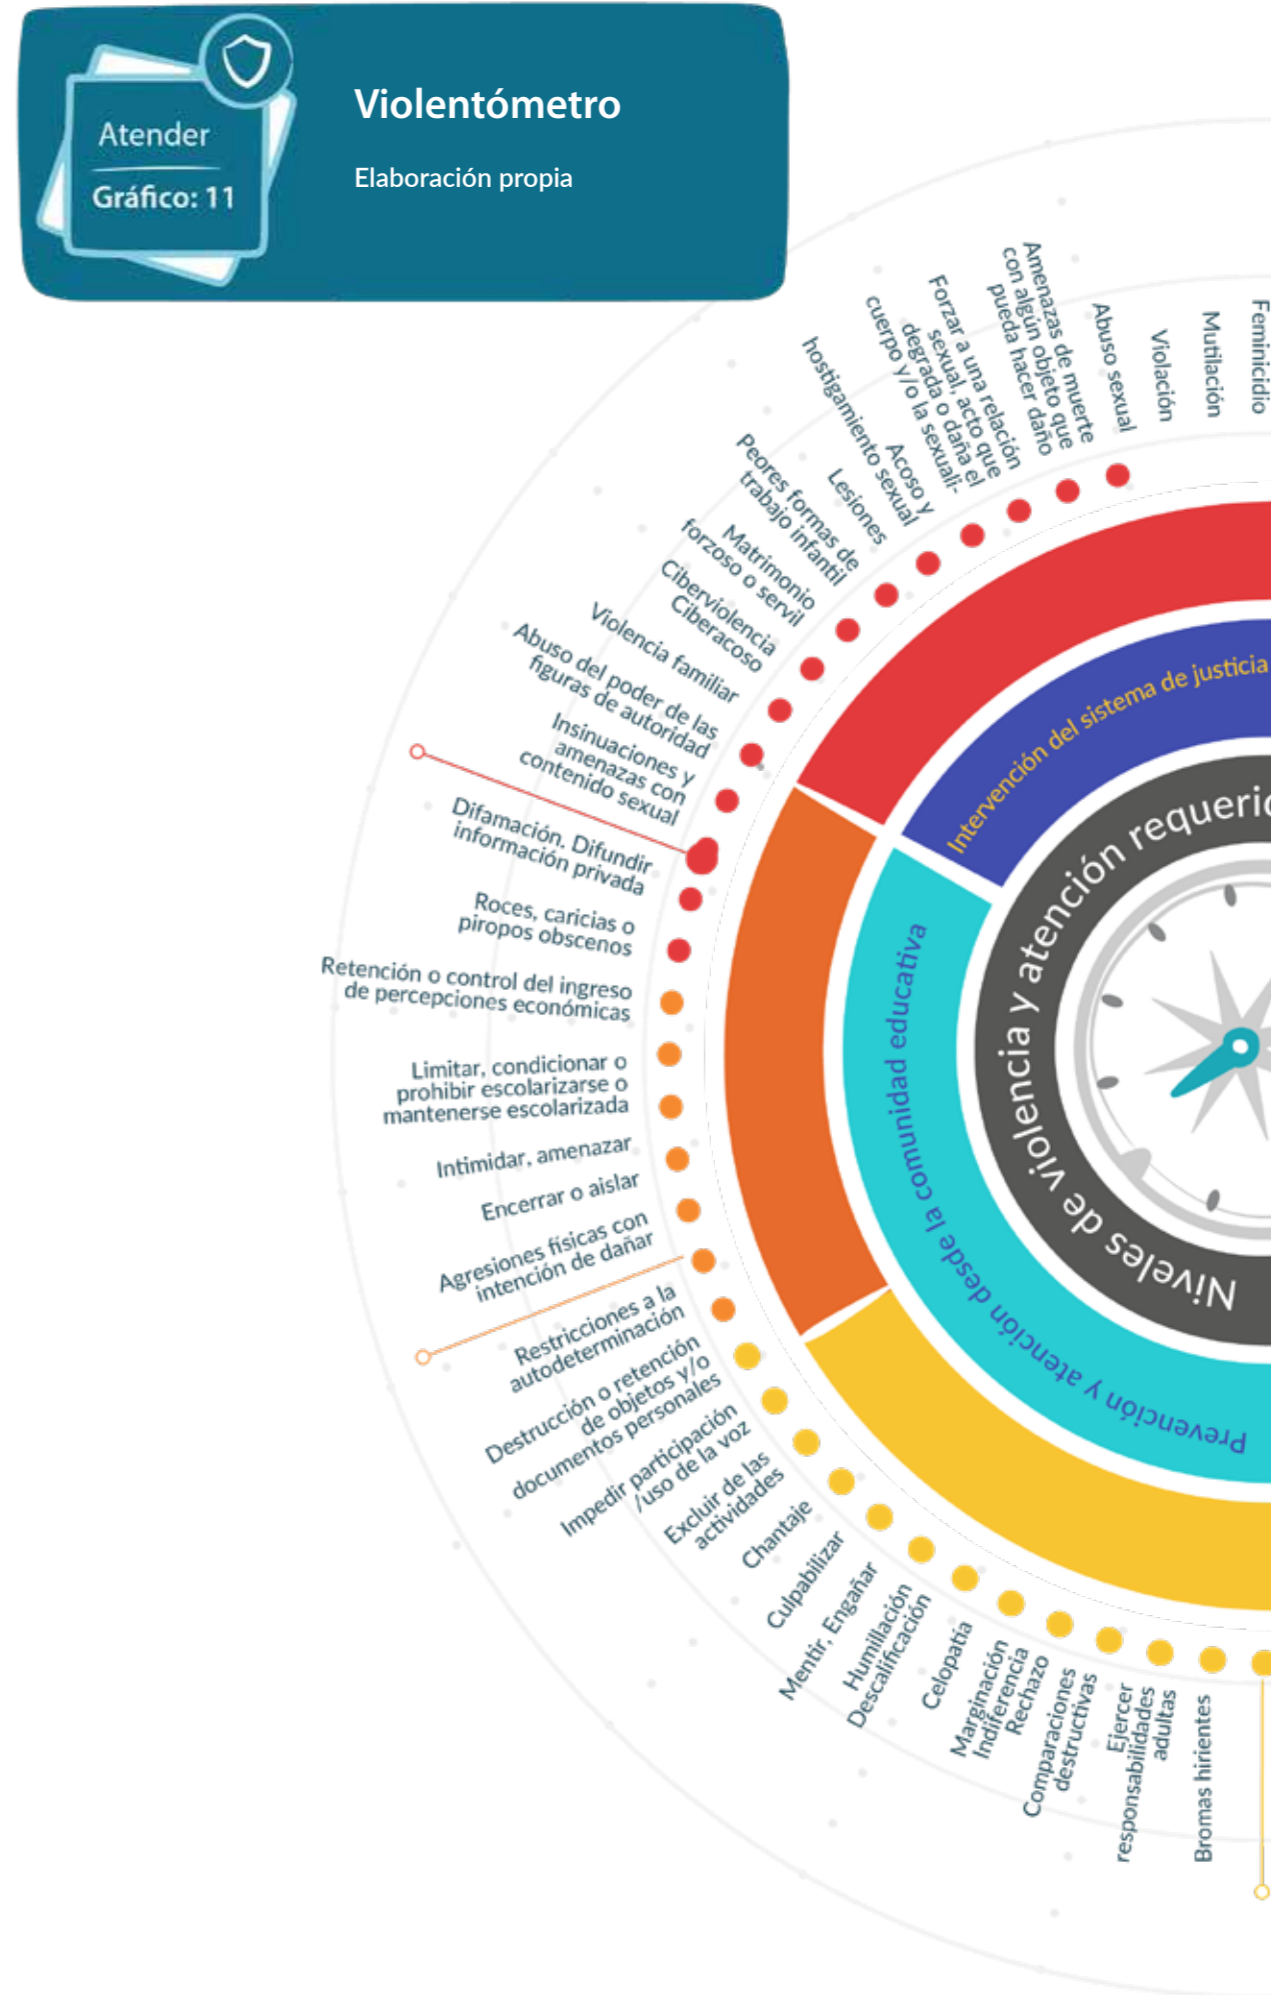 Atender
Gráfico: 11
Violentómetro
Elaboración propia
Feminicidio
Mutilación
Violación
Abuso sexual
Amenazas de muerte
con algún objeto que
pueda hacer daño
Forzar a una relación
sexual, acto que
degrada o daña el
cuerpo y/o la sexuali-
Acoso y
hostigamiento sexual
Lesiones
Peores formas de
trabajo infantil
Matrimonio
forzoso o servil
Ciberviolencia
Ciberacoso
Violencia familiar
Abuso del poder de las
figuras de autoridad
Insinuaciones y
amenazas con
contenido sexual
Difamación, Difundir
información privada
Roces, caricias o
piropos obscenos
Retención o control del ingreso
de percepciones económicas
Limitar, condicionar o
prohibir escolarizarse o
mantenerse escolarizada
Intimidar, amenazar
Encerrar o aislar
Agresiones físicas con
intención de dañar
Restricciones a la
autodeterminación
Destrucción o retención
de objetos y/o
documentos personales
Impedir participación
/uso de la voz
Excluir de las
actividades
Chantaje
Culpabilizar
Mentir, Engañar
Humillación
Descalificación
Celopatía
Marginación
Indiferencia
Rechazo
Comparaciones
destructivas
Ejercer
responsabilidades
adultas
Bromas hirientes
Intervención del sistema de justicia
Prevención y atención desde la comunidad educativa
Niveles de violencia y atención requerid